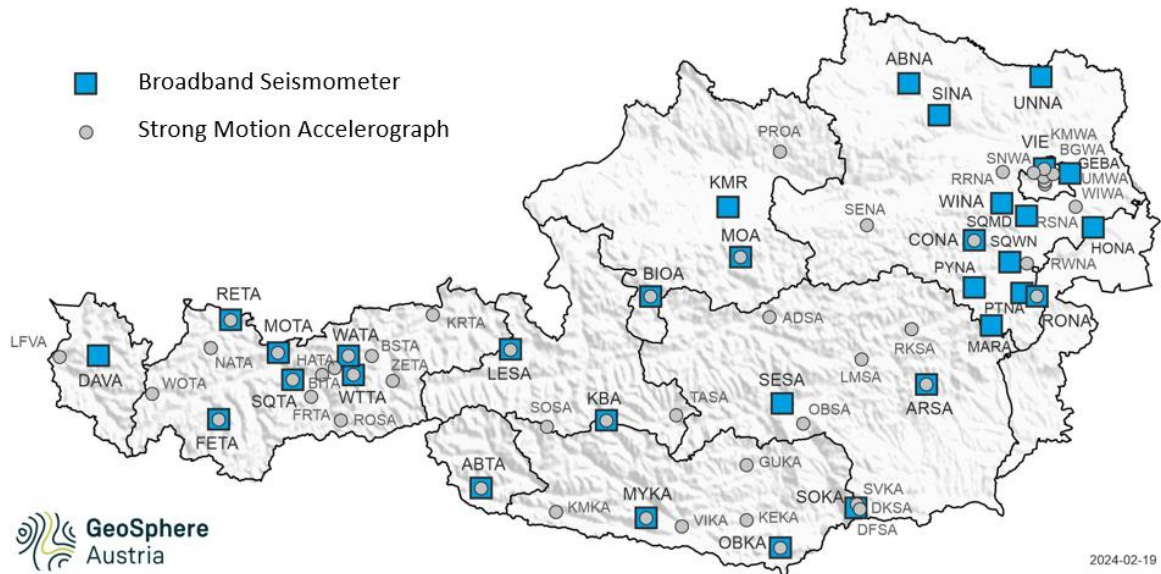 Broadband Seismometer
Strong Motion Accelerograph
ABNA
SINA
UNNA
PROA
VIE
KMWA
BGWA
SNWA
GEBA
RRNA
UMWA
WIWA
KMR
WINA
SENA
SQMD
RSNA
MOA
CONA
SQWN
HONA
BIOA
PYNA
RWNA
RETA
PTNA
RONA
KRTA
ADSA
MARA
LFVA
MOTA
WATA
BSTA
RKSA
NATA
HATA
LESA
DAVA
ZETA
LMSA
WOTA
BITA
WTTA
SQTA
KBA
SESA
ARSA
FRTA
ROSA
SOSA
TASA
OBSA
FETA
ABTA
GUKA
MYKA
SOKA
SVKA
KMKA
VIKA
KEKA
DKSA
DFSA
OBKA
GeoSphere
Austria
2024-02-19